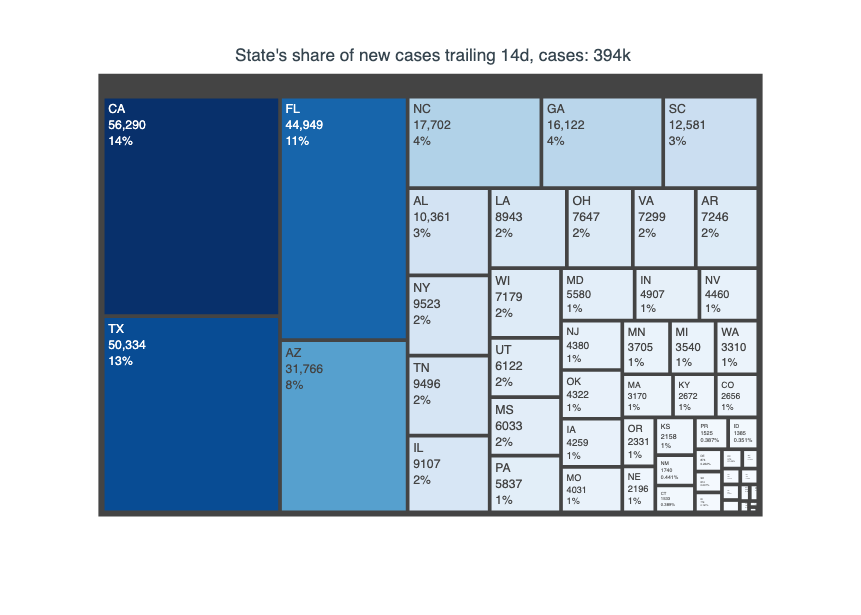 State's share of new cases trailing 14d, cases: 394k
CA
56,290
14%
TX
50,334
13%
FL
44,949
11%
AZ
31,766
8%
NC
17,702
4%
GA
16,122
4%
SC
12,581
3%
AL
10,361
3%
NY
9523
2%
TN
9496
2%
IL
9107
2%
LA
8943
2%
OH
7647
2%
VA
7299
2%
AR
7246
2%
WI
7179
2%
UT
6122
2%
MS
6033
2%
PA
5837
1%
MD
5580
1%
IN
4907
1%
NV
4460
1%
NJ
4380
1%
OK
4322
1%
IA
4259
1%
MO
4031
1%
MN
3705
1%
MI
3540
1%
WA
3310
1%
MA
3170
1%
KY
2672
1%
CO
2656
1%
OR
2331
1%
NE
2196
1%
KS
2158
1%
NM
1740
0.441%
CT
PR
1525
0.387%
ID
1385
0.351%